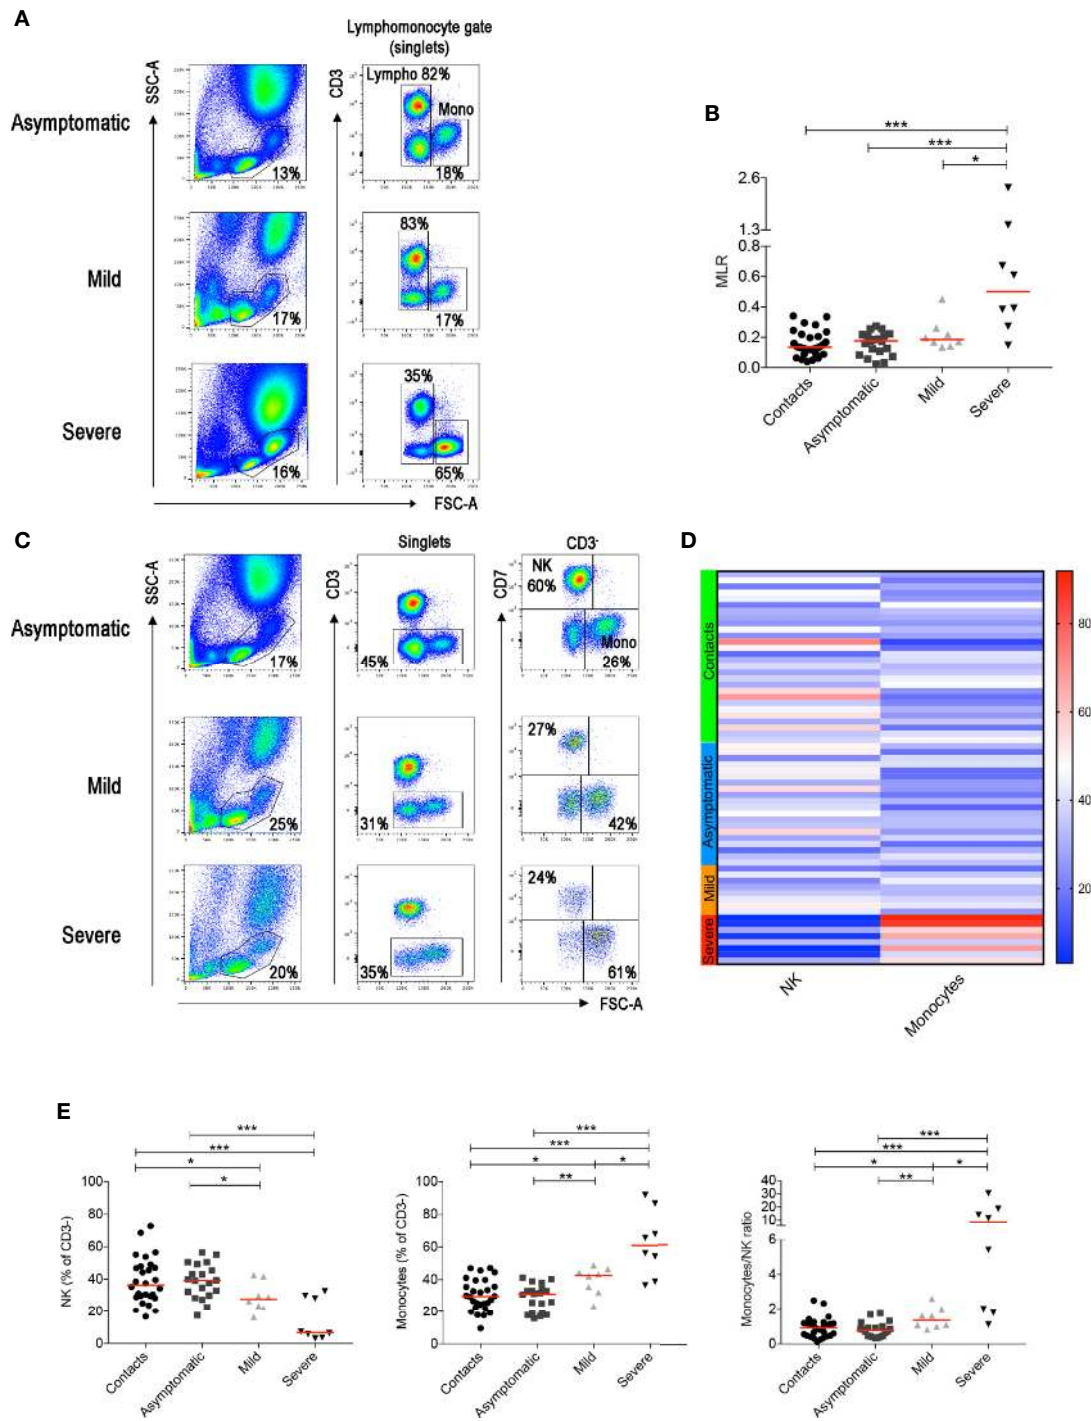 A
Lymphomonocyte gate
(singlets)
SSC-A
CD3
Asymptomatic
Lympho 82%
Mono
13%
18%
Mild
83%
17%
17%
Severe
35%
16%
65%
FSC-A
B
***
***
*
2.6
1.3
0.8
0.6
0.4
0.2
0.0
MLR
Contacts
Asymptomatic
Mild
Severe
C
Singlets
CD3-
SSC-A
CD3
CD7
Asymptomatic
NK
60%
Mono
17%
45%
26%
Mild
27%
25%
31%
42%
Severe
24%
20%
35%
61%
FSC-A
D
Contacts
Asymptomatic
Mild
Severe
80
60
40
20
NK
Monocytes
E
***
***
*
*
100
80
60
40
20
0
NK (% of CD3-)
Contacts
Asymptomatic
Mild
Severe
***
***
*
*
**
100
80
60
40
20
0
Monocytes (% of CD3-)
Contacts
Asymptomatic
Mild
Severe
***
***
*
*
**
40
30
20
10
6
4
2
0
Monocytes/NK ratio
Contacts
Asymptomatic
Mild
Severe